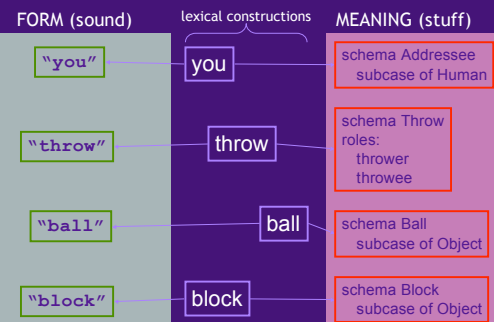 FORM (sound)
lexical constructions
MEANING (stuff)
“you”
you
schema Addressee
subcase of Human
“throw”
throw
schema Throw
roles:
thrower
throwee
“ball”
ball
schema Ball
subcase of Object
“block”
block
schema Block
subcase of Object